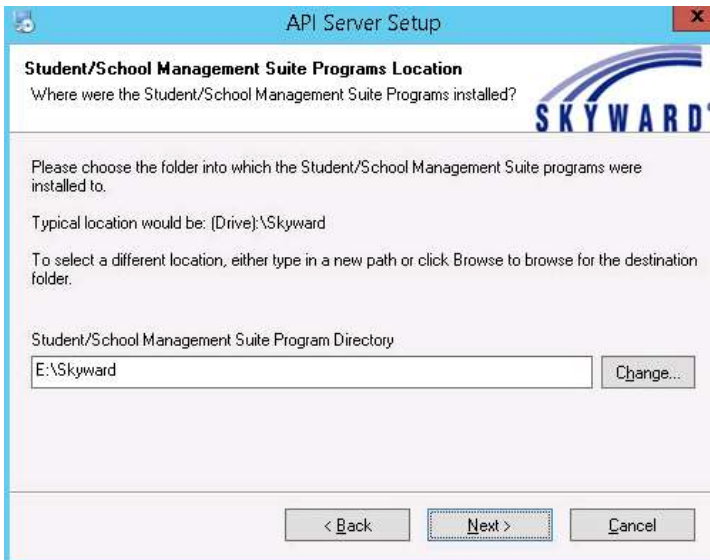 API Server Setup
x
Student/School Management Suite Programs Location
Where were the Student/School Management Suite Programs installed?
SKYWARD
Please choose the folder into which the Student/School Management Suite programs were
installed to.
Typical location would be: (Drive):\Skyward
To select a different location, either type in a new path or click Browse to browse for the destination
folder.
Student/School Management Suite Program Directory
E:\Skyward
Change...
< Back
Next >
Cancel